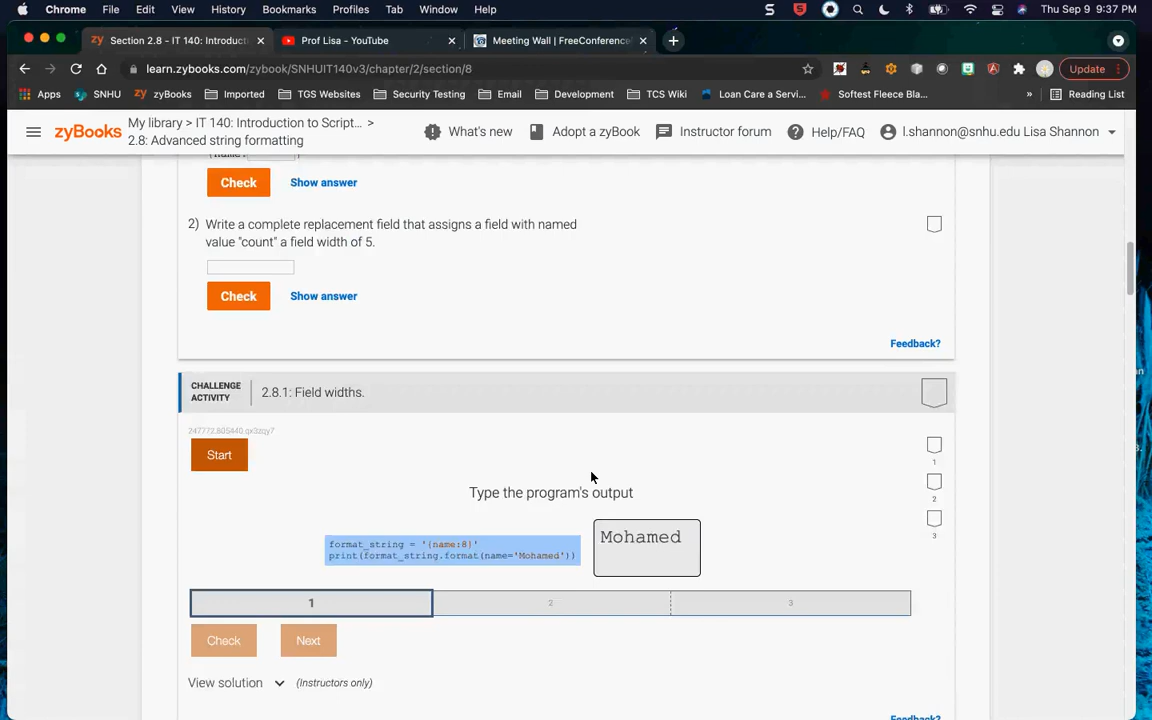 Chrome File Edit View History Bookmarks Profiles Tab Window Help Thu Sep 9 9:37 PM
Section 2.8 - IT 140: Introducti Prof Lisa - YouTube Meeting Wall | FreeConference
learn.zybooks.com/zybook/SNHUIT140v3/chapter/2/section/8 Update
Apps SNHU zyBooks Imported TGS Websites Security Testing Email Development TCS Wiki Loan Care a Servi... Softest Fleece Bla... » Reading List
zyBooks My library > IT 140: Introduction to Script... >
2.8: Advanced string formatting
What's new Adopt a zyBook Instructor forum Help/FAQ l.shannon@snhu.edu Lisa Shannon
{name:
Check Show answer
2) Write a complete replacement field that assigns a field with named
value "count" a field width of 5.
Check Show answer
Feedback?
CHALLENGE
ACTIVITY
2.8.1: Field widths.
247772.805440.qx3zqy7
Start
1
Type the program's output
2
3
format_string = '{name:8}'
print(format_string.format(name='Mohamed'))
Mohamed
1 2 3
Check Next
View solution (Instructors only)
Feedback?